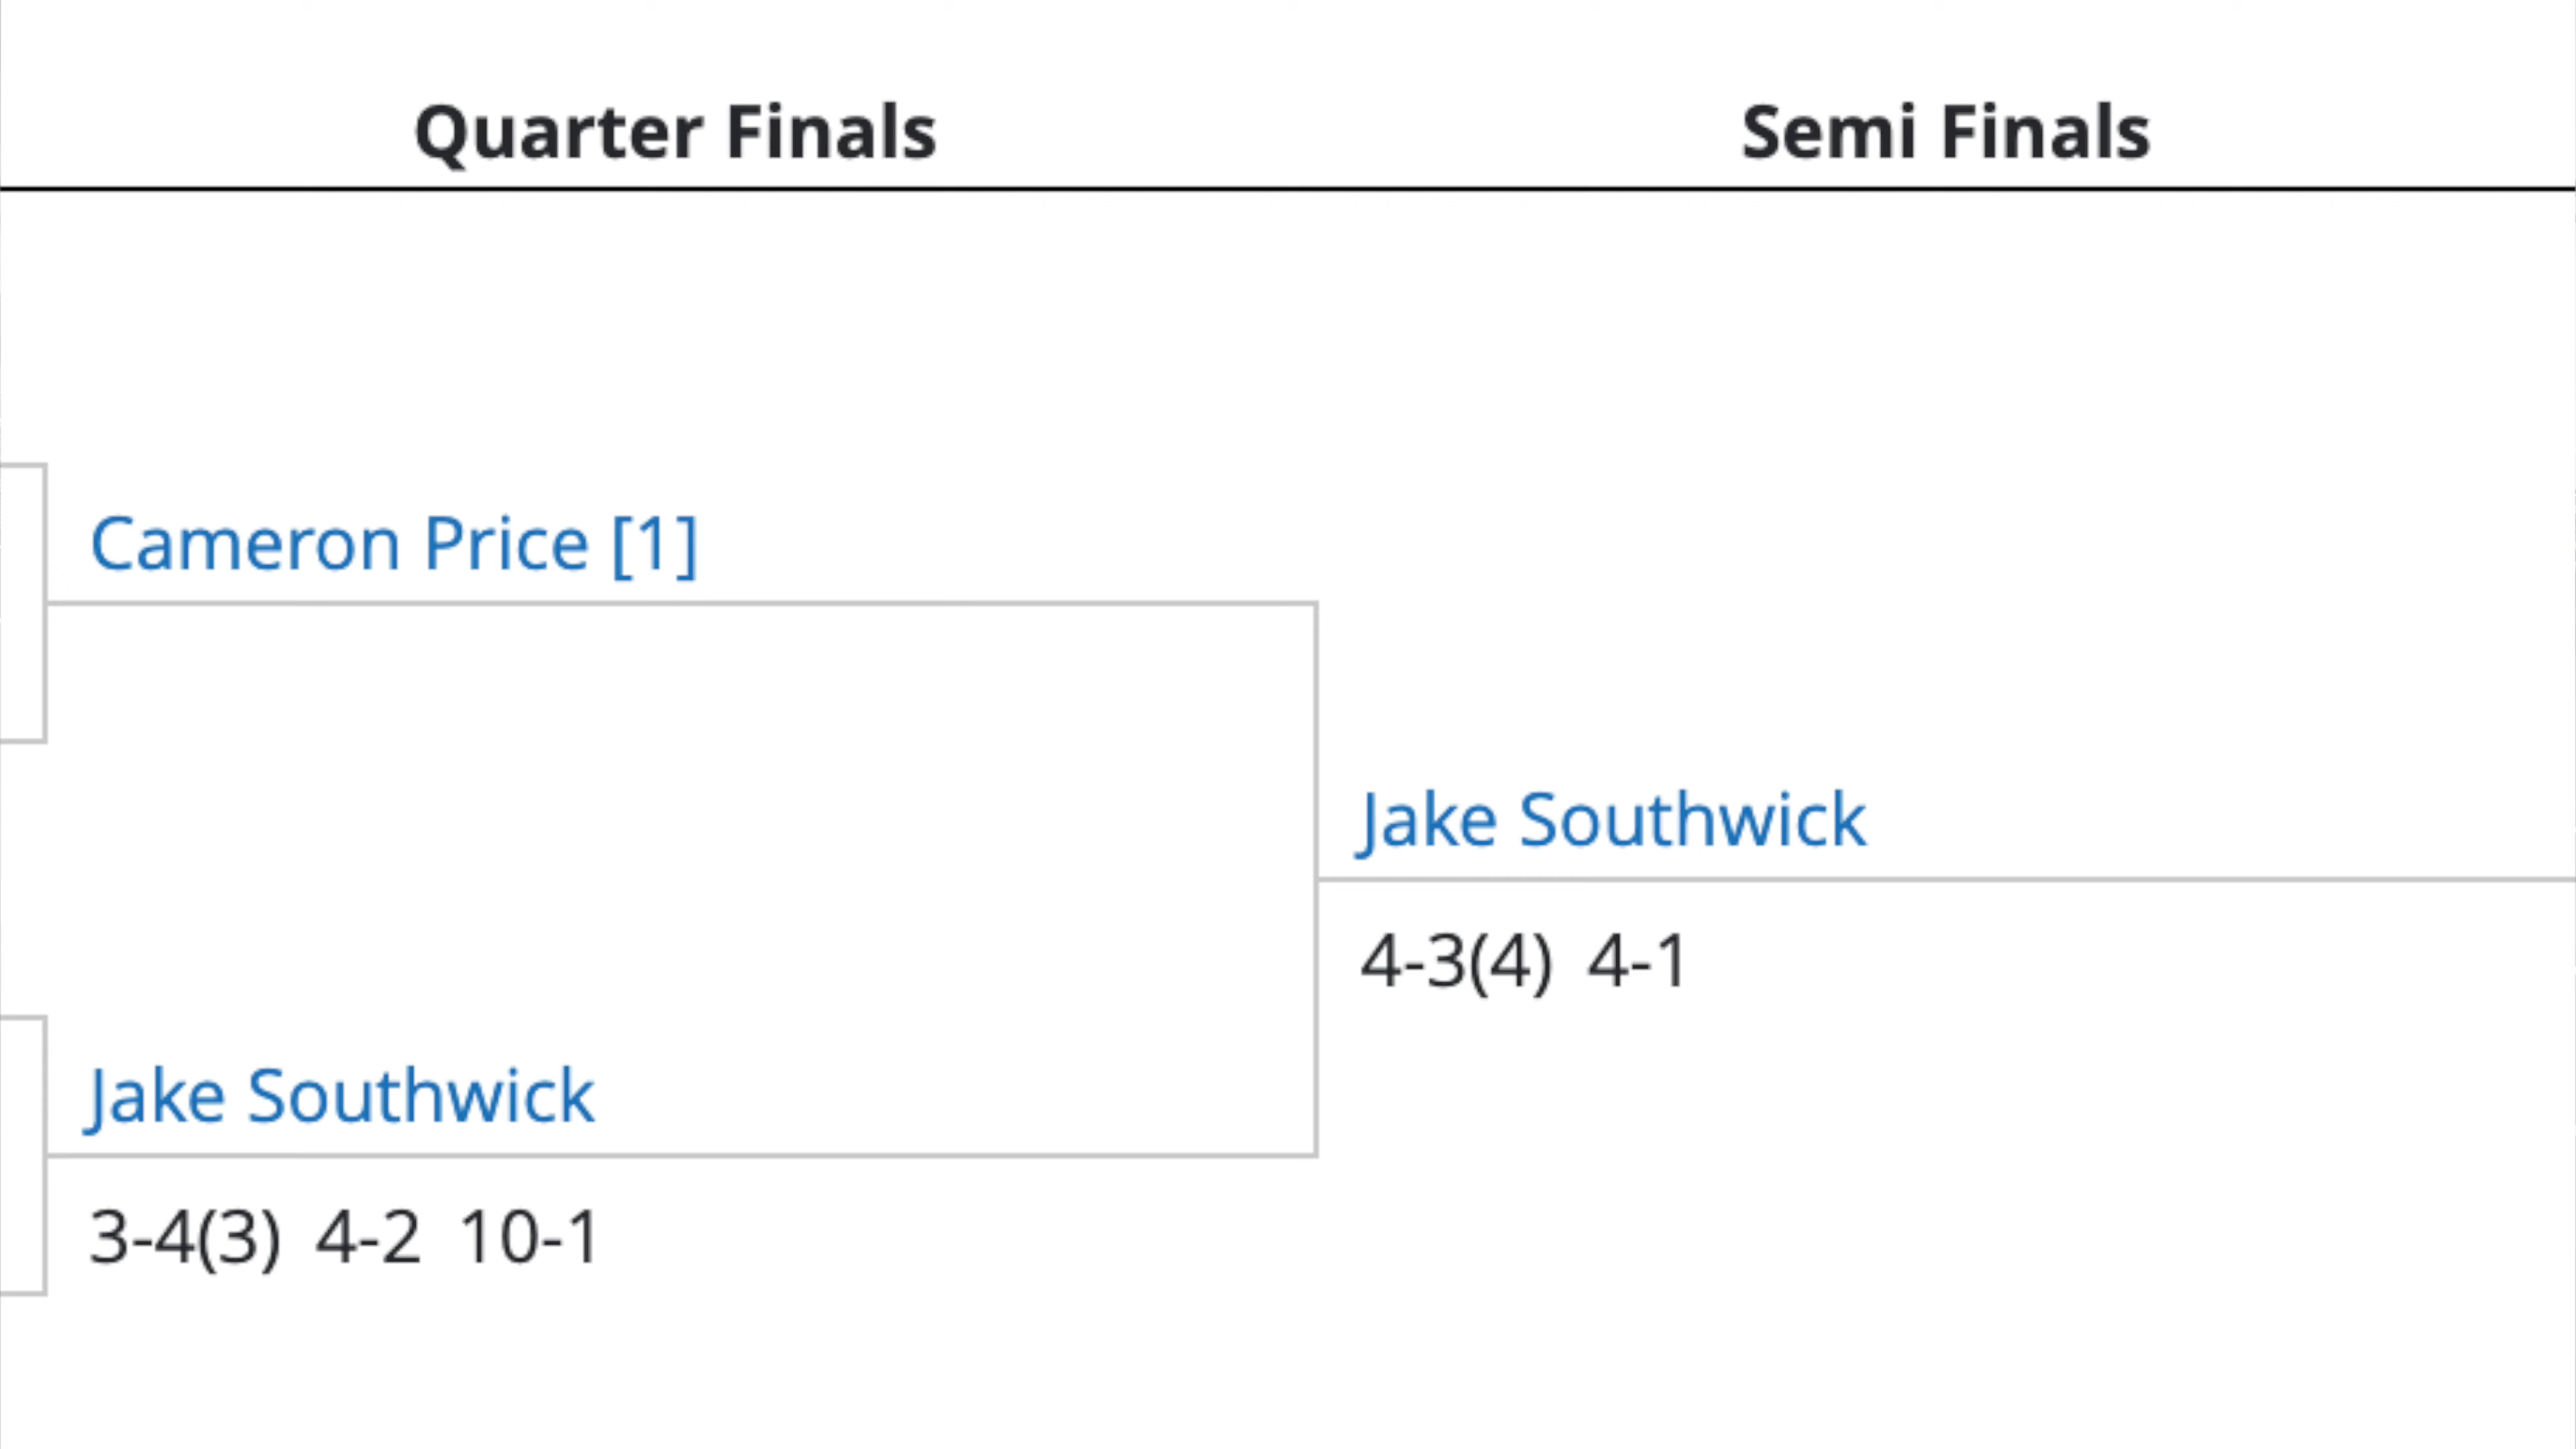 Quarter Finals Semi Finals
Cameron Price [1]
Jake Southwick
4-3(4) 4-1
Jake Southwick
3-4(3) 4-2 10-1